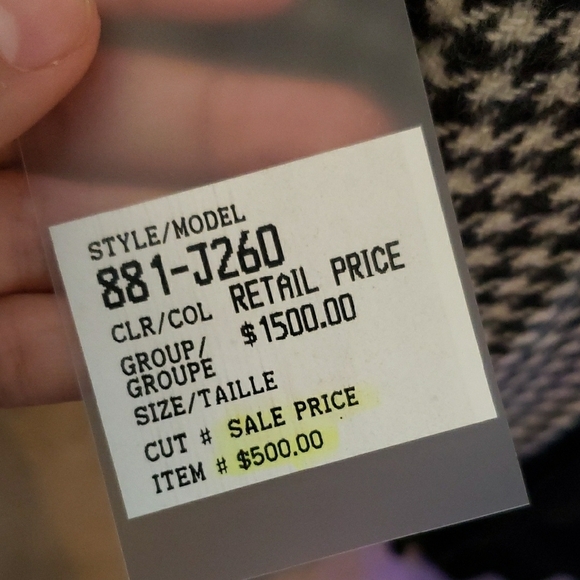 STYLE/MODEL
881-J260
CLR/COL RETAIL PRICE
GROUP/ $1500.00
GROUPE
SIZE/TAILLE
CUT # SALE PRICE
ITEM # $500.00